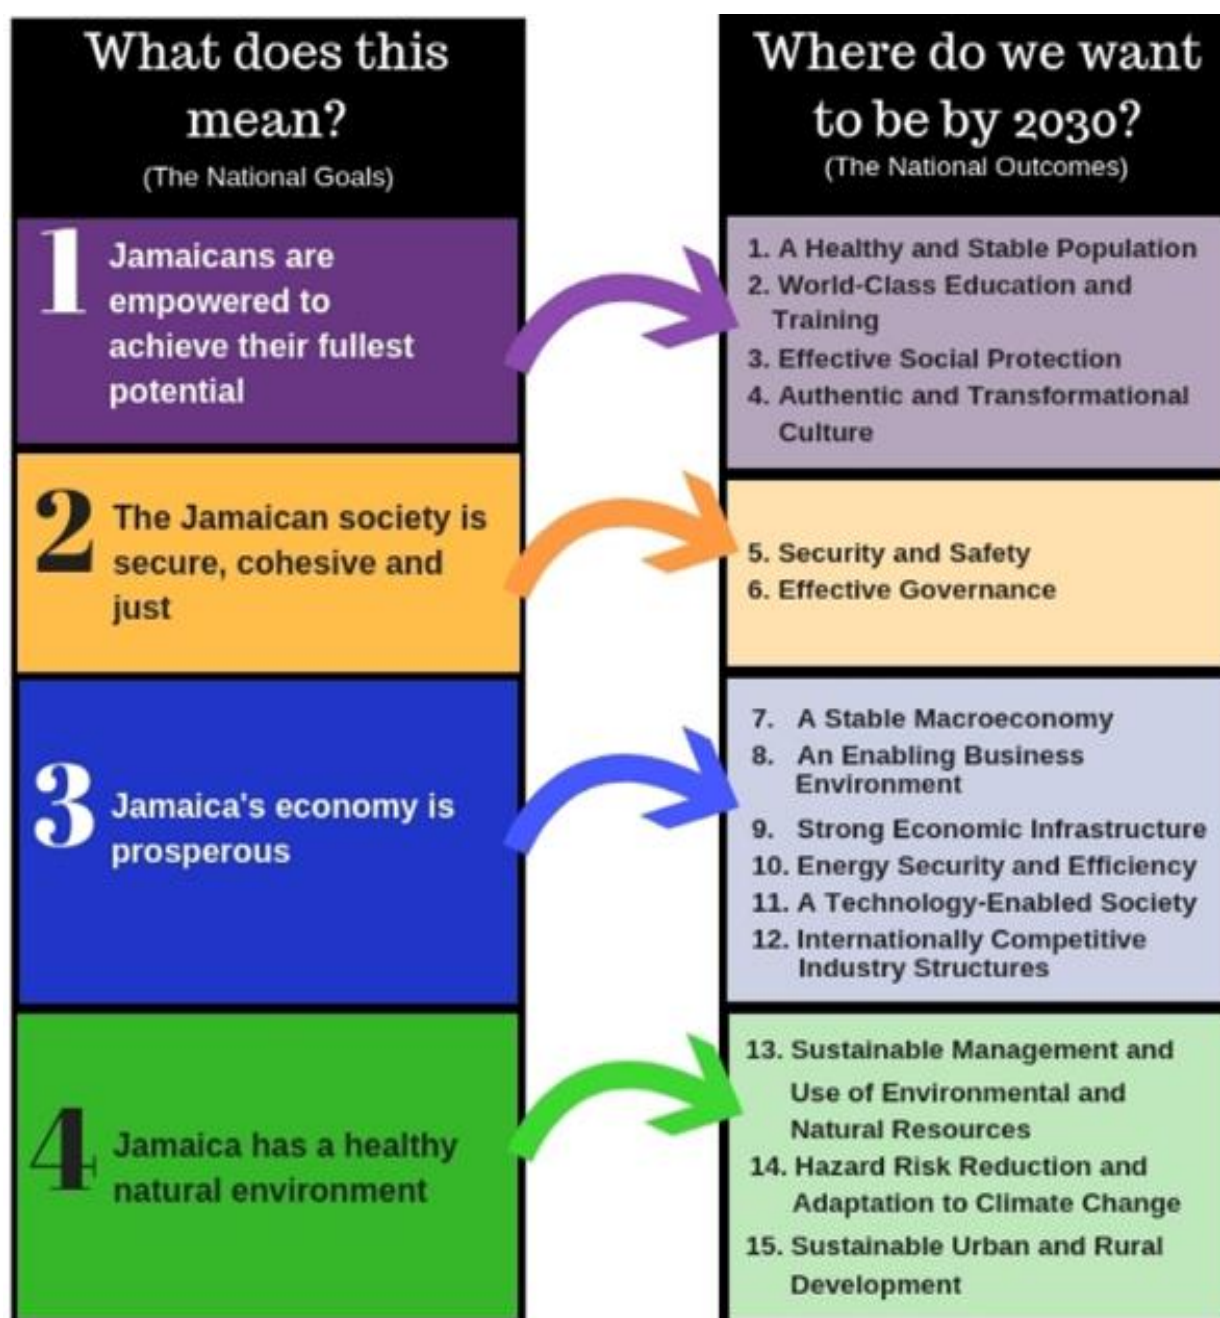 What does this
mean?
(The National Goals)
1
Jamaicans are
empowered to
achieve their fullest
potential
2
The Jamaican society is
secure, cohesive and
just
3
Jamaica's economy is
prosperous
4
Jamaica has a healthy
natural environment
Where do we want
to be by 2030?
(The National Outcomes)
1. A Healthy and Stable Population
2. World-Class Education and
Training
3. Effective Social Protection
4. Authentic and Transformational
Culture
5. Security and Safety
6. Effective Governance
7. A Stable Macroeconomy
8. An Enabling Business
Environment
9. Strong Economic Infrastructure
10. Energy Security and Efficiency
11. A Technology-Enabled Society
12. Internationally Competitive
Industry Structures
13. Sustainable Management and
Use of Environmental and
Natural Resources
14. Hazard Risk Reduction and
Adaptation to Climate Change
15. Sustainable Urban and Rural
Development